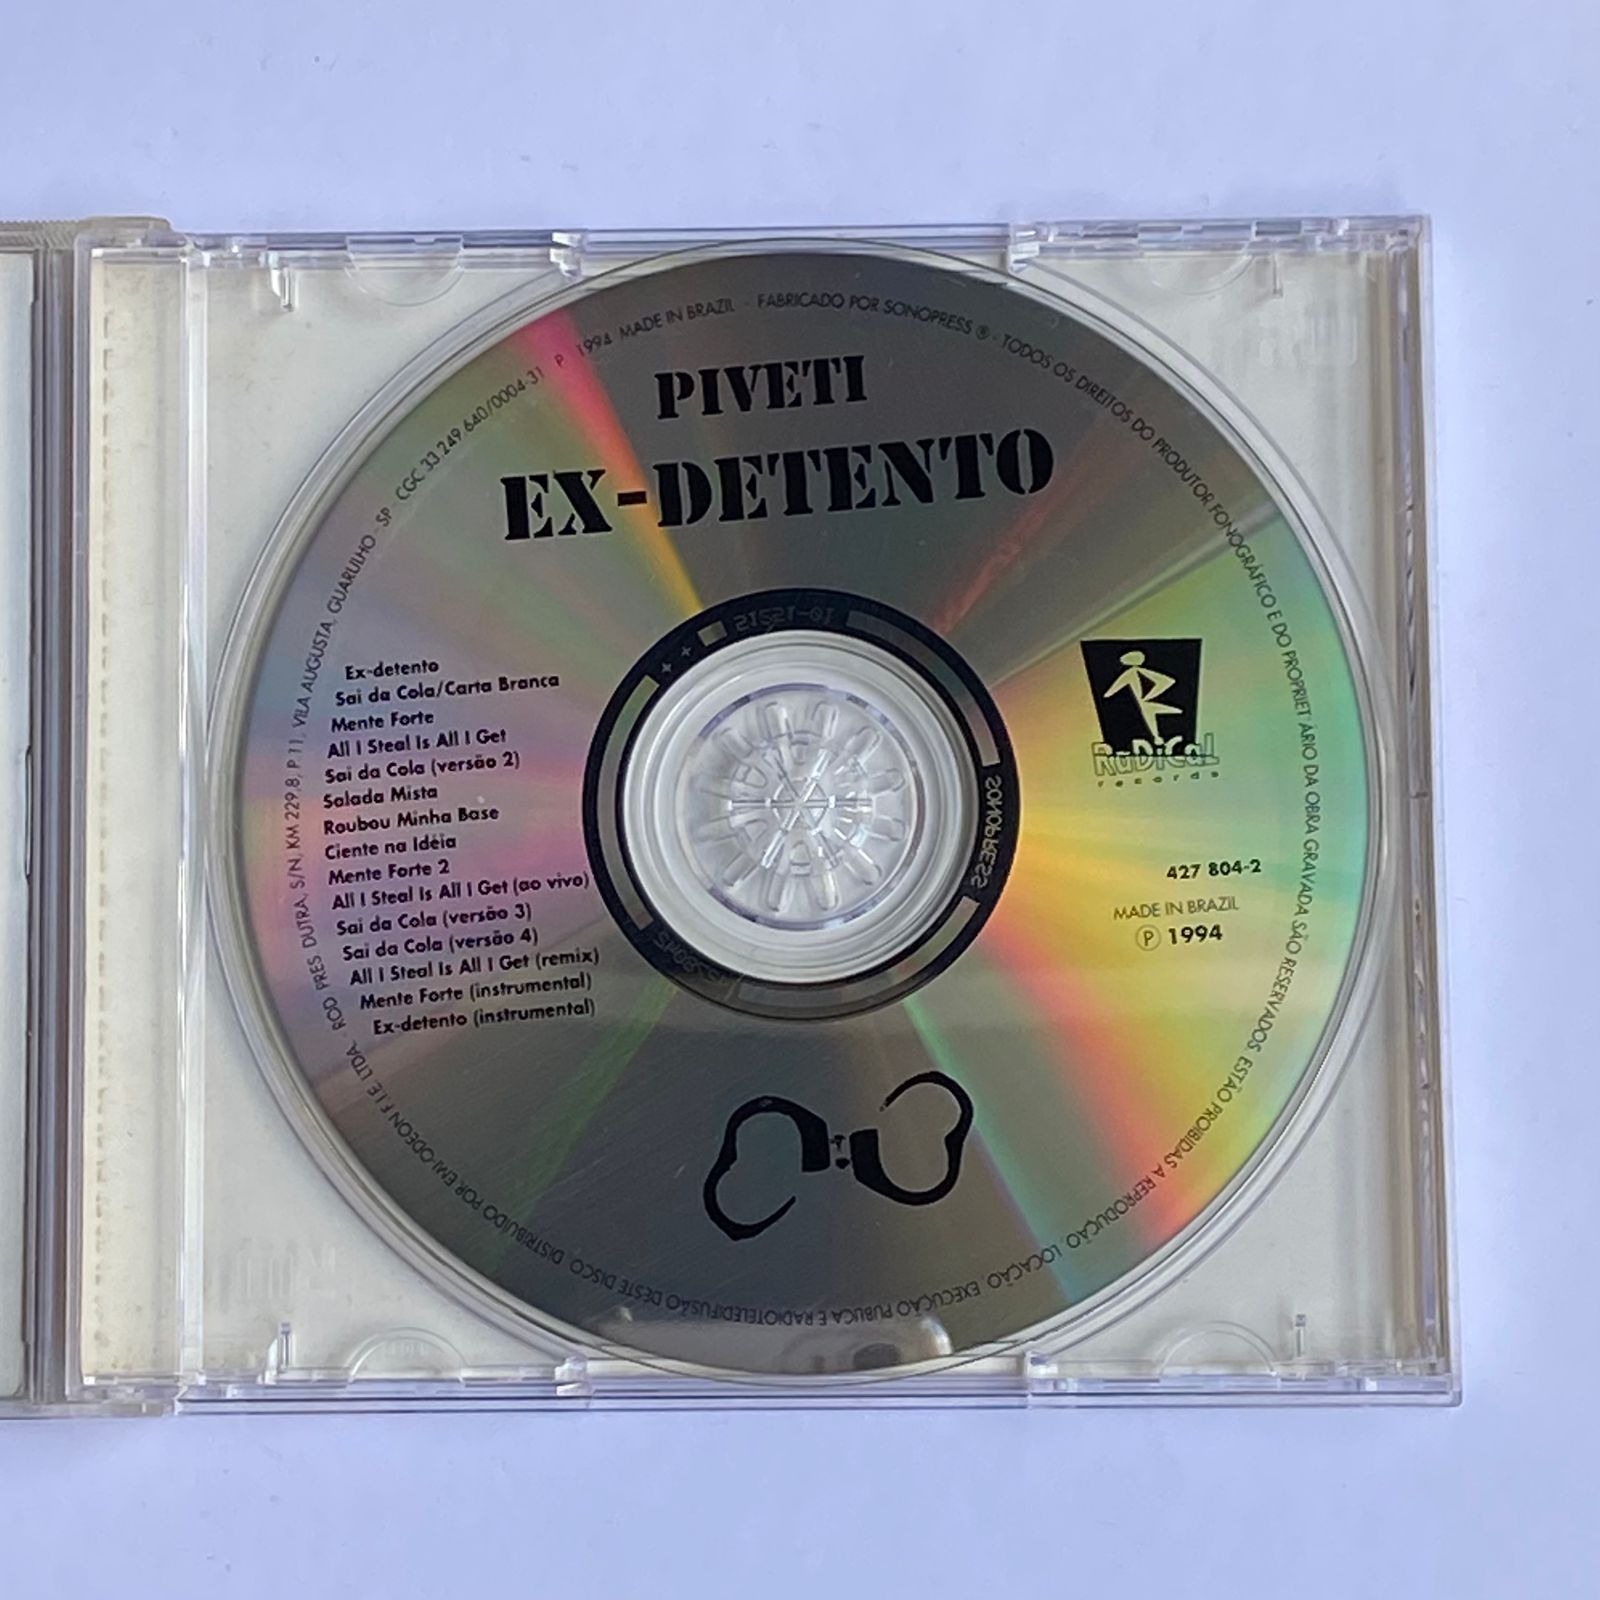 CGC 33 249 640/0004-31 ℗ 1994 MADE IN BRAZIL - FABRICADO POR SONOPRESS ® - TODOS OS DIREITOS DO PRODUTOR FONOGRÁFICO E DO PROPRIET ÁRIO DA OBRA GRAVADA SÃO RESERVADOS. ESTÃO PROIBIDAS A REPRODUÇÃO, LOCAÇÃO, EXECUÇÃO PUBLICA E RADIOTELEDIFUSÃO DESTE DISCO. DISTRIBUÍDO POR EMI-ODEON F I E LTDA. - ROD PRES DUTRA, S/N, KM 229,8, P.11, VILA AUGUSTA, GUARULHO - SP
PIVETI
EX-DETENTO
Ex-detento
Sai da Cola/Carta Branca
Mente Forte
All I Steal Is All I Get
Sai da Cola (versão 2)
Salada Mista
Roubou Minha Base
Ciente na Idéia
Mente Forte 2
All I Steal Is All I Get (ao vivo)
Sai da Cola (versão 3)
Sai da Cola (versão 4)
All I Steal Is All I Get (remix)
Mente Forte (instrumental)
Ex-detento (instrumental)
RaDiCaL
records
427 804-2
MADE IN BRAZIL
℗ 1994
SONOPRESS